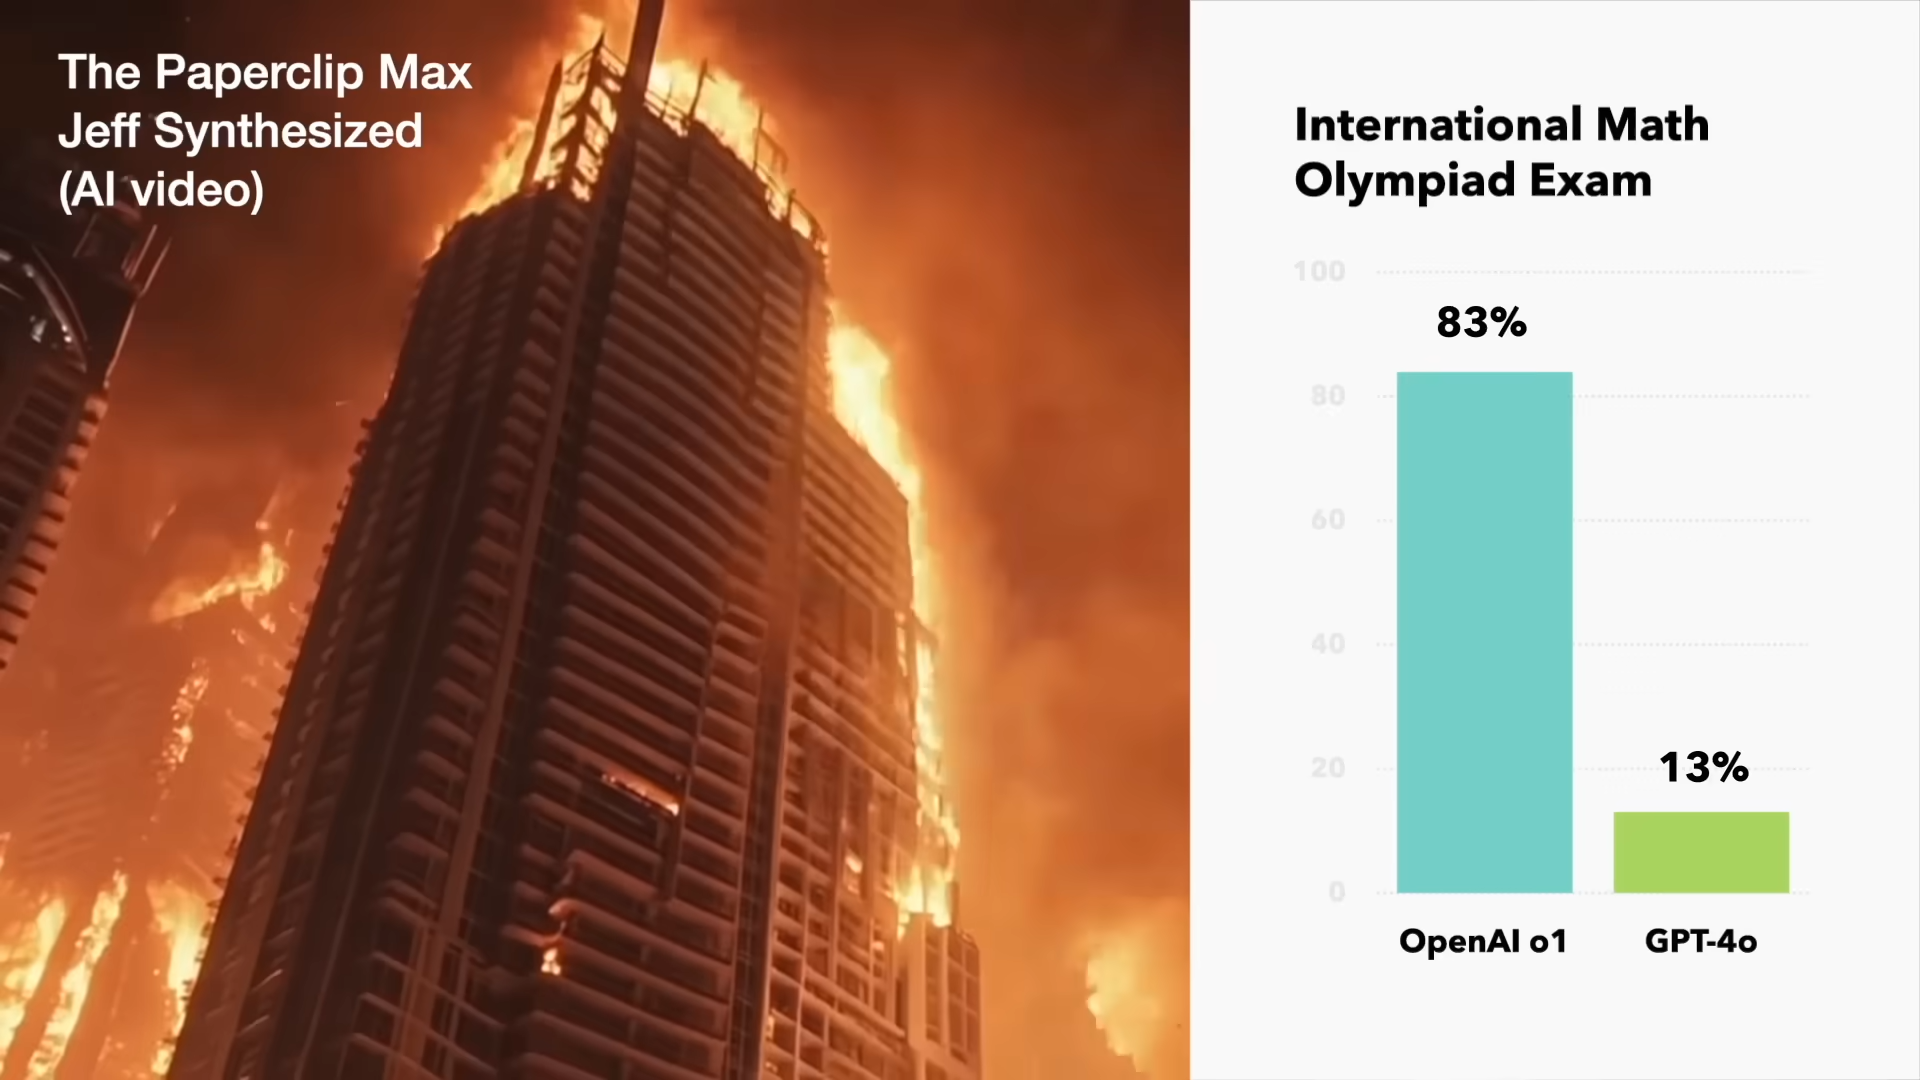 The Paperclip Max
Jeff Synthesized
(AI video)
International Math
Olympiad Exam
100
83%
80
60
40
20
13%
0
OpenAI o1
GPT-4o